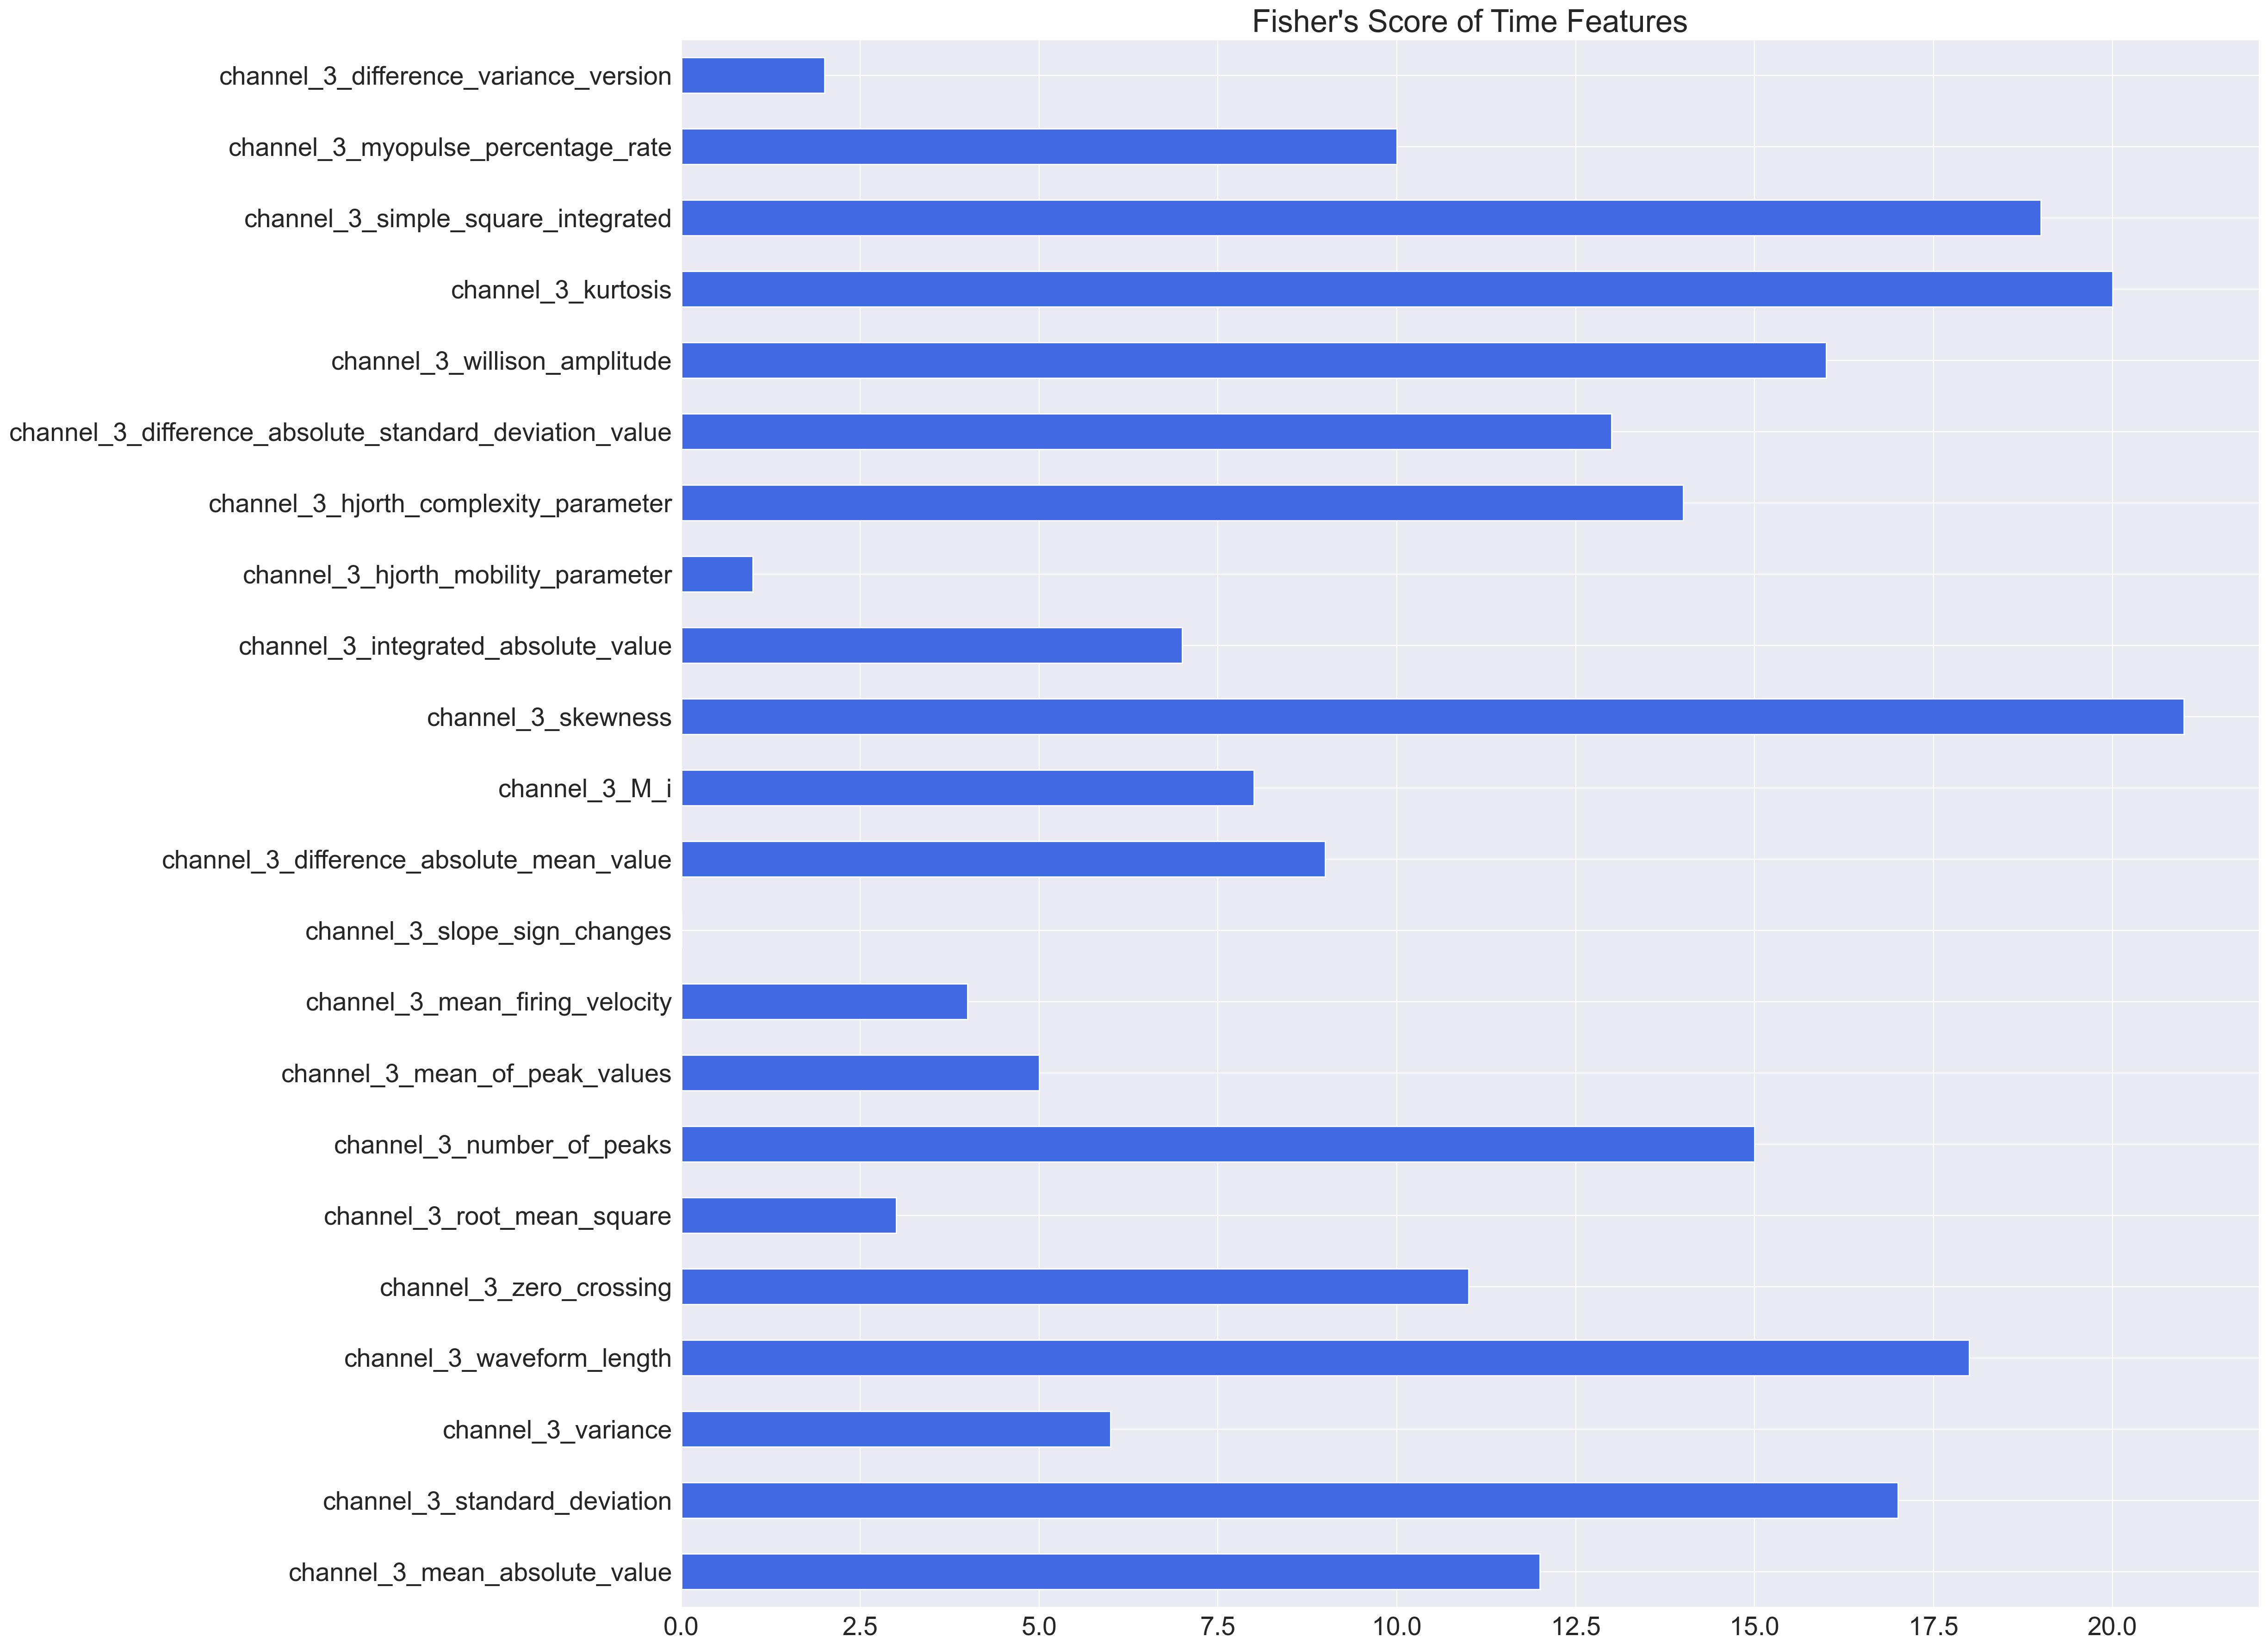 Fisher's Score of Time Features
channel_3_difference_variance_version
channel_3_myopulse_percentage_rate
channel_3_simple_square_integrated
channel_3_kurtosis
channel_3_willison_amplitude
channel_3_difference_absolute_standard_deviation_value
channel_3_hjorth_complexity_parameter
channel_3_hjorth_mobility_parameter
channel_3_integrated_absolute_value
channel_3_skewness
channel_3_M_i
channel_3_difference_absolute_mean_value
channel_3_slope_sign_changes
channel_3_mean_firing_velocity
channel_3_mean_of_peak_values
channel_3_number_of_peaks
channel_3_root_mean_square
channel_3_zero_crossing
channel_3_waveform_length
channel_3_variance
channel_3_standard_deviation
channel_3_mean_absolute_value
0.0 2.5 5.0 7.5 10.0 12.5 15.0 17.5 20.0